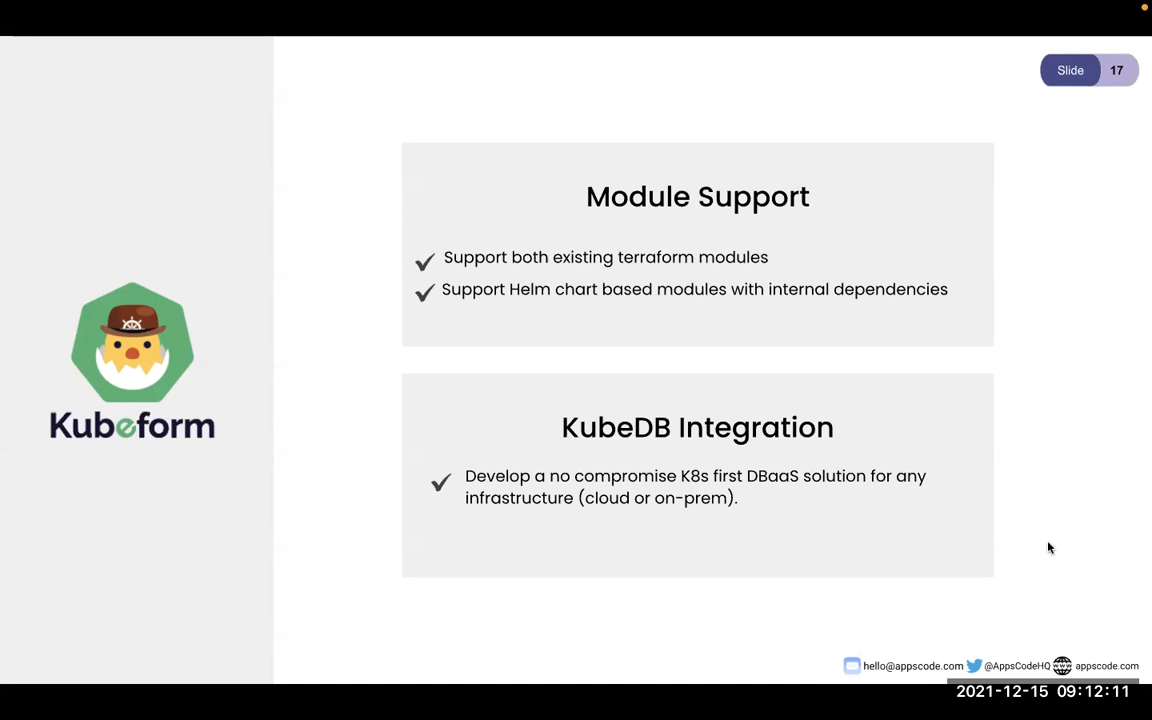 Slide 17
Module Support
Support both existing terraform modules
Support Helm chart based modules with internal dependencies
Kubeform
KubeDB Integration
Develop a no compromise K8s first DBaaS solution for any
infrastructure (cloud or on-prem).
hello@appscode.com @AppsCodeHQ appscode.com
2021-12-15 09:12:11